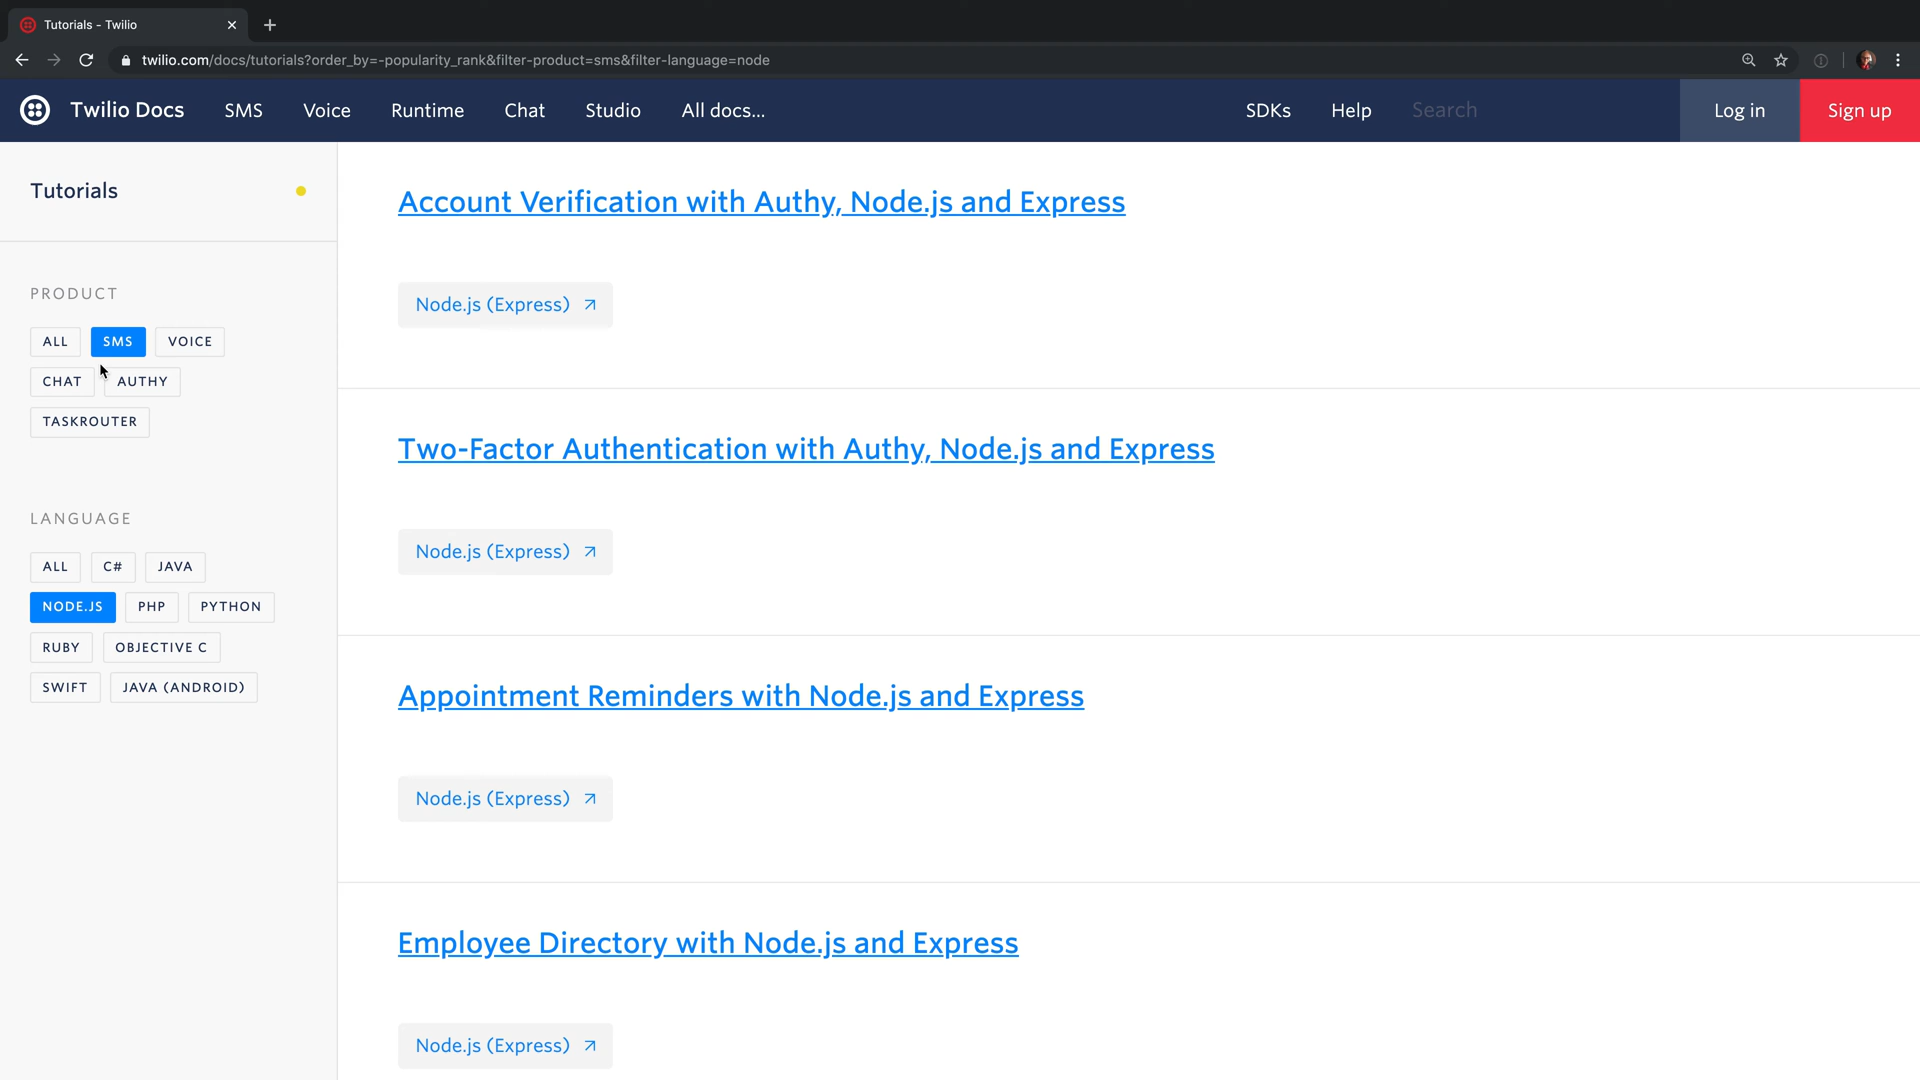 Tutorials - Twilio
twilio.com/docs/tutorials?order_by=-popularity_rank&filter-product=sms&filter-language=node
Twilio Docs SMS Voice Runtime Chat Studio All docs... SDKs Help Search Log in Sign up
Tutorials
PRODUCT
ALL SMS VOICE
CHAT AUTHY
TASKROUTER
LANGUAGE
ALL C# JAVA
NODE.JS PHP PYTHON
RUBY OBJECTIVE C
SWIFT JAVA (ANDROID)
Account Verification with Authy, Node.js and Express
Node.js (Express)
Two-Factor Authentication with Authy, Node.js and Express
Node.js (Express)
Appointment Reminders with Node.js and Express
Node.js (Express)
Employee Directory with Node.js and Express
Node.js (Express)